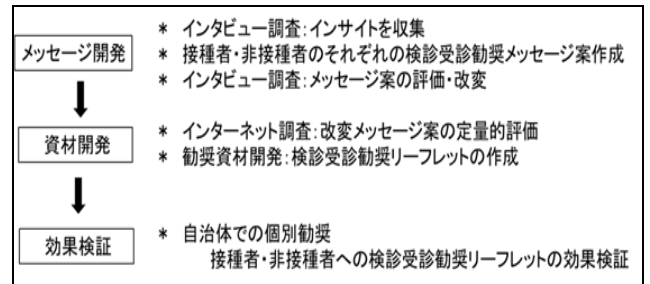 メッセージ開発
* インタビュー調査:インサイトを収集
* 接種者・非接種者のそれぞれの検診受診勧奨メッセージ案作成
* インタビュー調査:メッセージ案の評価・改変
資材開発
* インターネット調査:改変メッセージ案の定量的評価
* 勧奨資材開発:検診受診勧奨リーフレットの作成
効果検証
* 自治体での個別勧奨
接種者・非接種者への検診受診勧奨リーフレットの効果検証